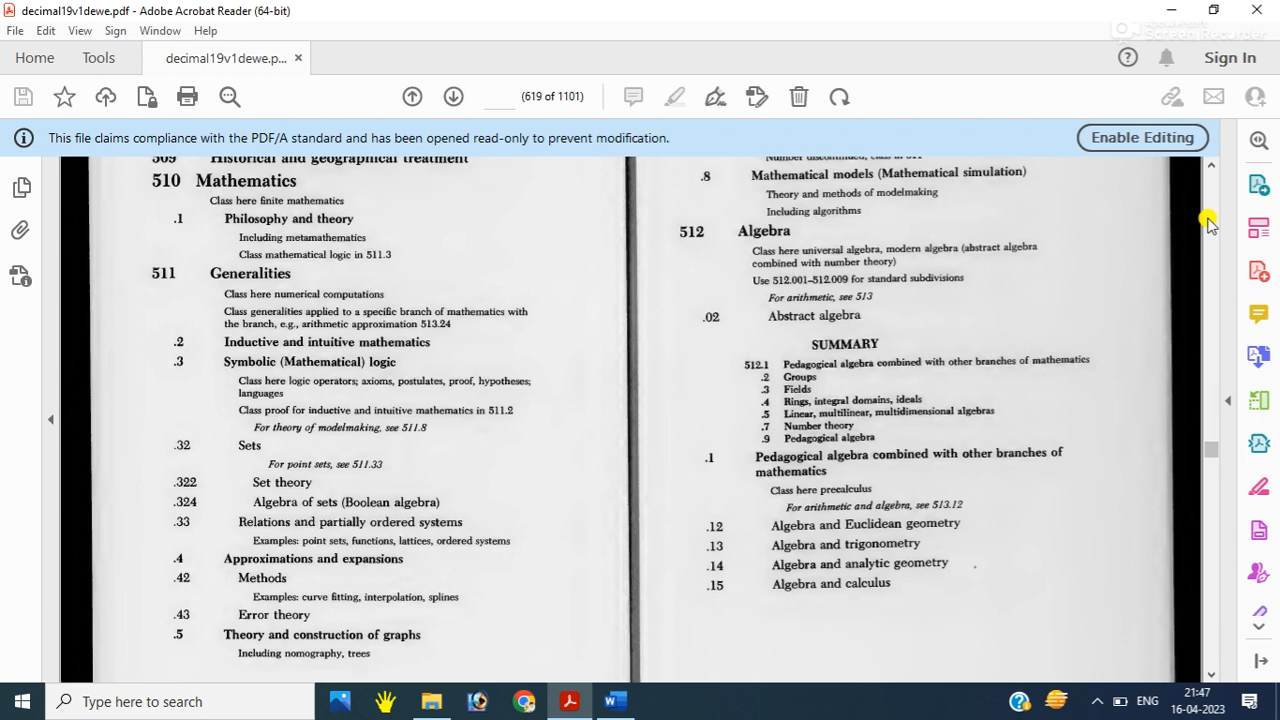 decimal19v1dewe.pdf - Adobe Acrobat Reader (64-bit)
File Edit View Sign Window Help
Home Tools decimal19v1dewe.p... × Sign In
(619 of 1101)
This file claims compliance with the PDF/A standard and has been opened read-only to prevent modification. Enable Editing
509 Historical and geographical treatment
510 Mathematics
Class here finite mathematics
.1 Philosophy and theory
Including metamathematics
Class mathematical logic in 511.3
511 Generalities
Class here numerical computations
Class generalities applied to a specific branch of mathematics with
the branch, e.g., arithmetic approximation 513.24
.2 Inductive and intuitive mathematics
.3 Symbolic (Mathematical) logic
Class here logic operators; axioms, postulates, proof, hypotheses;
languages
Class proof for inductive and intuitive mathematics in 511.2
For theory of modelmaking, see 511.8
.32 Sets
For point sets, see 511.33
.322 Set theory
.324 Algebra of sets (Boolean algebra)
.33 Relations and partially ordered systems
Examples: point sets, functions, lattices, ordered systems
.4 Approximations and expansions
.42 Methods
Examples: curve fitting, interpolation, splines
.43 Error theory
.5 Theory and construction of graphs
Including nomography, trees
Number discontinued, class in 511
.8 Mathematical models (Mathematical simulation)
Theory and methods of modelmaking
Including algorithms
512 Algebra
Class here universal algebra, modern algebra (abstract algebra
combined with number theory)
Use 512.001–512.009 for standard subdivisions
For arithmetic, see 513
.02 Abstract algebra
SUMMARY
512.1 Pedagogical algebra combined with other branches of mathematics
.2 Groups
.3 Fields
.4 Rings, integral domains, ideals
.5 Linear, multilinear, multidimensional algebras
.7 Number theory
.9 Pedagogical algebra
.1 Pedagogical algebra combined with other branches of
mathematics
Class here precalculus
For arithmetic and algebra, see 513.12
.12 Algebra and Euclidean geometry
.13 Algebra and trigonometry
.14 Algebra and analytic geometry
.15 Algebra and calculus
Type here to search
ENG
21:47
16-04-2023